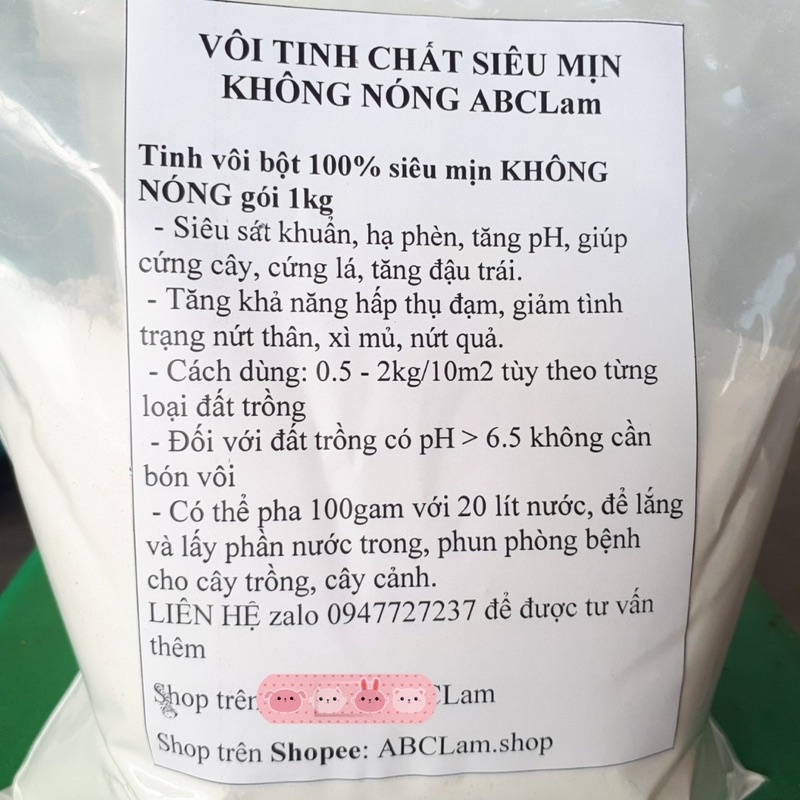 VÔI TINH CHẤT SIÊU MỊN
KHÔNG NÓNG ABCLam
Tinh vôi bột 100% siêu mịn KHÔNG
NÓNG gói 1kg
- Siêu sát khuẩn, hạ phèn, tăng pH, giúp
cứng cây, cứng lá, tăng đậu trái.
- Tăng khả năng hấp thụ đạm, giảm tình
trạng nứt thân, xì mủ, nứt quả.
- Cách dùng: 0.5 - 2kg/10m2 tùy theo từng
loại đất trồng
- Đối với đất trồng có pH > 6.5 không cần
bón vôi
- Có thể pha 100gam với 20 lít nước, để lắng
và lấy phần nước trong, phun phòng bệnh
cho cây trồng, cây cảnh.
LIÊN HỆ zalo 0947727237 để được tư vấn
thêm
Shop trên CLam
Shop trên Shopee: ABCLam.shop